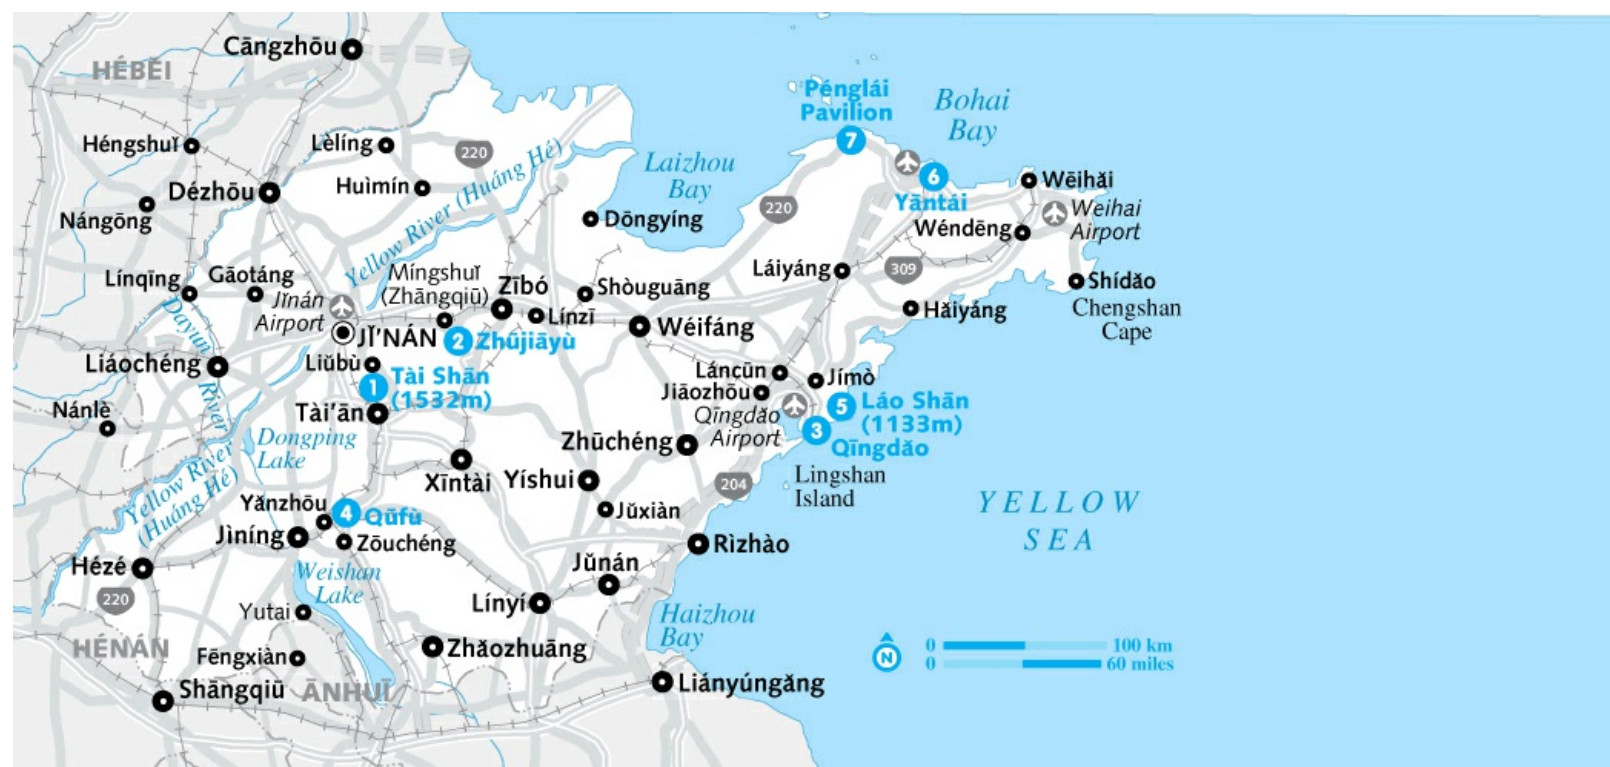 Cāngzhōu
HÉBĚI
Pénglái
Pavilion
7
Bohai
Bay
Héngshuǐ
Lèlíng
220
Laizhou
Bay
Dézhōu
Huìmín
Yellow River (Huáng Hé)
6
Yāntái
Wēihǎi
Nángōng
Dōngyíng
220
Weihai
Airport
Wéndēng
Línqīng
Gāotáng
Míngshuǐ
(Zhāngqiū)
Zībó
Shòuguāng
Láiyáng
309
Shídǎo
Chengshan
Cape
Jǐnán
Airport
Dayun River
JǏ'NÁN
2
Zhūjiāyù
Línzī
Wéifáng
Hǎiyáng
Liáochéng
Liǔbù
1
Tài Shān
(1532m)
Láncūn
Jímò
Jiāozhōu
Nánlè
Tài'ān
Qīngdǎo
Airport
5
Láo Shān
(1133m)
3
Qīngdǎo
Dongping
Lake
Zhūchéng
Lingshan
Island
Yellow River
(Huáng Hé)
Xīntài
Yíshui
204
YELLOW
SEA
Yǎnzhōu
4
Qūfù
Jǔxiàn
Jìníng
Zōuchéng
Rìzhào
Hézé
220
Weishan
Lake
Jǔnán
Yutai
Línyí
Haizhou
Bay
HÉNÁN
Fēngxiàn
Zhǎozhuāng
N
0
100 km
0
60 miles
Shāngqiū
ĀNHUĪ
Liányúngǎng